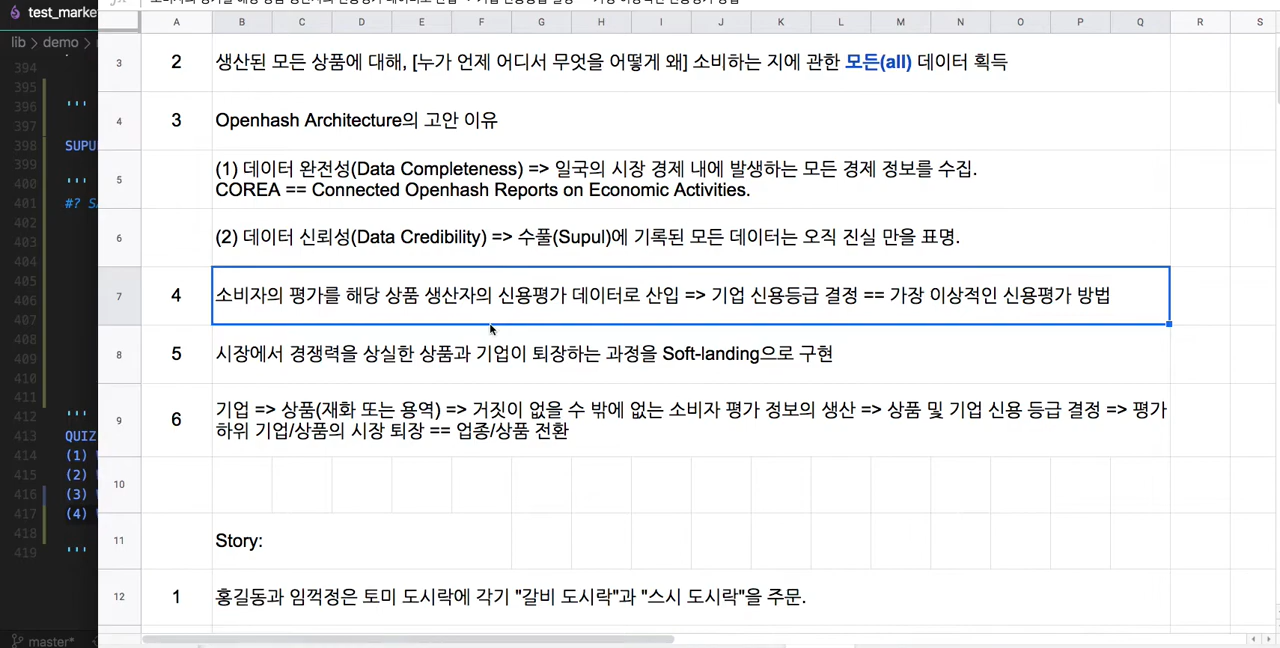 test_marke
lib > demo >
A B C D E F G H I J K L M N O P Q R S
3 2 생산된 모든 상품에 대해, [누가 언제 어디서 무엇을 어떻게 왜] 소비하는 지에 관한 모든(all) 데이터 획득
4 3 Openhash Architecture의 고안 이유
5 (1) 데이터 완전성(Data Completeness) => 일국의 시장 경제 내에 발생하는 모든 경제 정보를 수집.
COREA == Connected Openhash Reports on Economic Activities.
6 (2) 데이터 신뢰성(Data Credibility) => 수풀(Supul)에 기록된 모든 데이터는 오직 진실 만을 표명.
7 4 소비자의 평가를 해당 상품 생산자의 신용평가 데이터로 산입 => 기업 신용등급 결정 == 가장 이상적인 신용평가 방법
8 5 시장에서 경쟁력을 상실한 상품과 기업이 퇴장하는 과정을 Soft-landing으로 구현
9 6 기업 => 상품(재화 또는 용역) => 거짓이 없을 수 밖에 없는 소비자 평가 정보의 생산 => 상품 및 기업 신용 등급 결정 => 평가
하위 기업/상품의 시장 퇴장 == 업종/상품 전환
10
11 Story:
12 1 홍길동과 임꺽정은 토미 도시락에 각기 "갈비 도시락"과 "스시 도시락"을 주문.
394
395
396 '''
397
398 SUPU
399
400 '''
401 #? S
402
403
404
405
406
407
408
409
410
411
412 '''
413 QUIZ
414 (1)
415 (2)
416 (3)
417 (4)
418
419 '''
master*